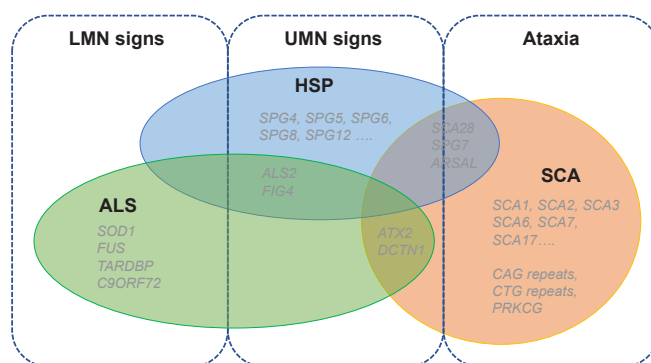 LMN signs
UMN signs
Ataxia
HSP
SPG4, SPG5, SPG6,
SPG8, SPG12 ....
SCA28
SPG7
ARSAL
ALS2
FIG4
ALS
SOD1
FUS
TARDBP
C9ORF72
ATX2
DCTN1
SCA
SCA1, SCA2, SCA3
SCA6, SCA7,
SCA17....
CAG repeats,
CTG repeats,
PRKCG